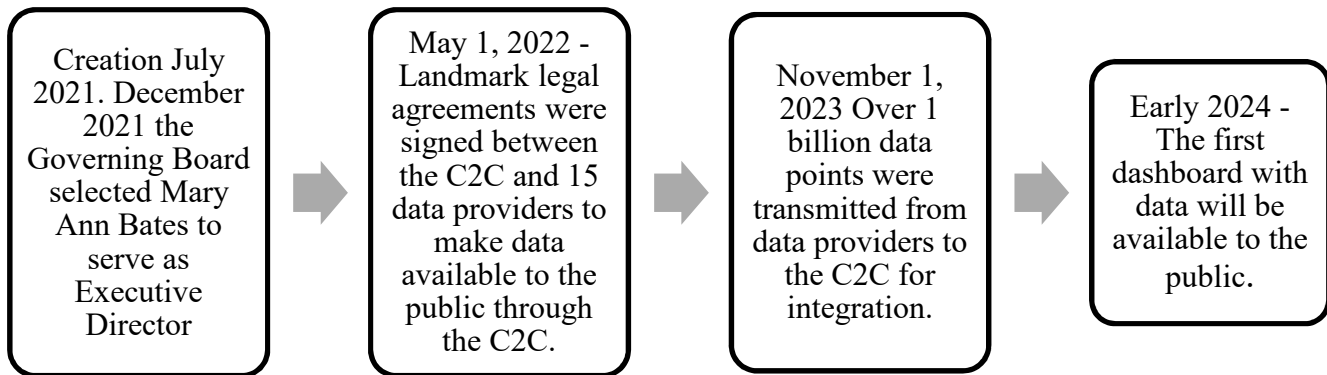 Creation July
2021. December
2021 the
Governing Board
selected Mary
Ann Bates to
serve as
Executive
Director
May 1, 2022 -
Landmark legal
agreements were
signed between
the C2C and 15
data providers to
make data
available to the
public through
the C2C.
November 1,
2023 Over 1
billion data
points were
transmitted from
data providers to
the C2C for
integration.
Early 2024 -
The first
dashboard with
data will be
available to the
public.